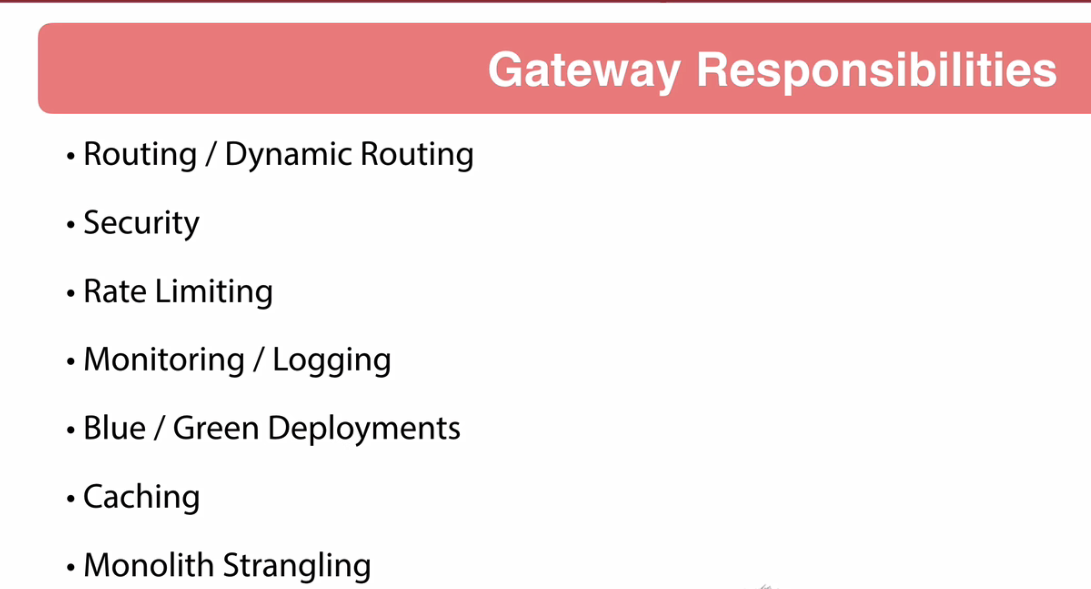 Gateway Responsibilities
• Routing / Dynamic Routing
• Security
• Rate Limiting
• Monitoring / Logging
• Blue / Green Deployments
• Caching
• Monolith Strangling